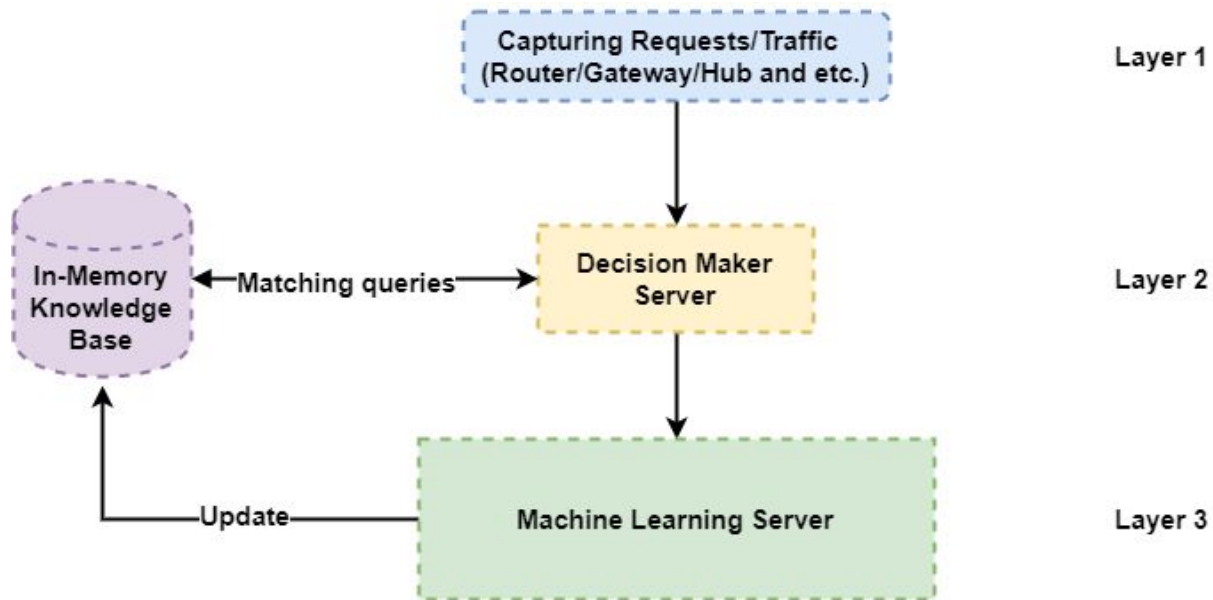 Capturing Requests/Traffic
(Router/Gateway/Hub and etc.)
Layer 1
In-Memory
Knowledge
Base
Matching queries
Decision Maker
Server
Layer 2
Update
Machine Learning Server
Layer 3